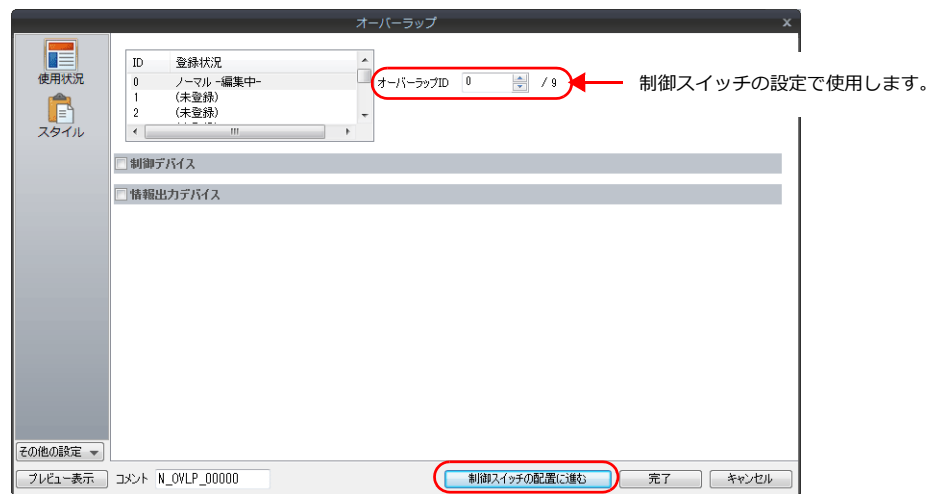 オーバーラップ
x
使用状況
スタイル
ID 登録状況
0 ノーマル -編集中-
1 (未登録)
2 (未登録)
オーバーラップID 0 / 9
制御スイッチの設定で使用します。
制御デバイス
情報出力デバイス
その他の設定
プレビュー表示 コメント N_OVLP_00000 制御スイッチの配置に進む 完了 キャンセル